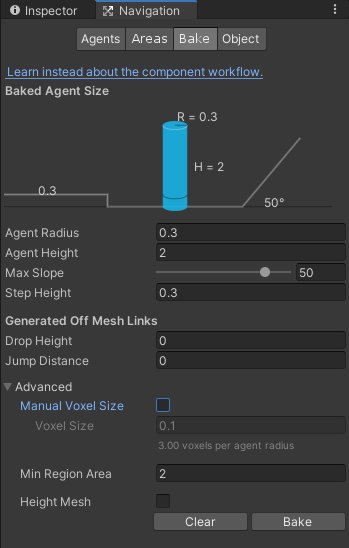 Inspector
Navigation
Agents
Areas
Bake
Object
Learn instead about the component workflow.
Baked Agent Size
R = 0.3
H = 2
0.3
50°
Agent Radius 0.3
Agent Height 2
Max Slope 50
Step Height 0.3
Generated Off Mesh Links
Drop Height 0
Jump Distance 0
Advanced
Manual Voxel Size
Voxel Size 0.1
3.00 voxels per agent radius
Min Region Area 2
Height Mesh
Clear
Bake